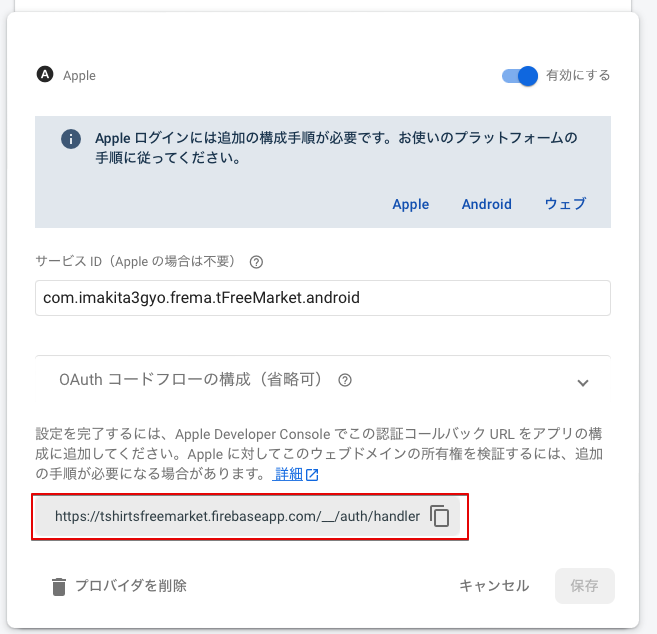 A Apple 有効にする
Apple ログインには追加の構成手順が必要です。お使いのプラットフォームの
手順に従ってください。
Apple Android ウェブ
サービス ID（Apple の場合は不要）
com.imakita3gyo.frema.tFreeMarket.android
OAuth コードフローの構成（省略可）
設定を完了するには、Apple Developer Console でこの認証コールバック URL をアプリの構
成に追加してください。Apple に対してこのウェブドメインの所有権を検証するには、追加
の手順が必要になる場合があります。 詳細
https://tshirtsfreemarket.firebaseapp.com/__/auth/handler
プロバイダを削除 キャンセル 保存